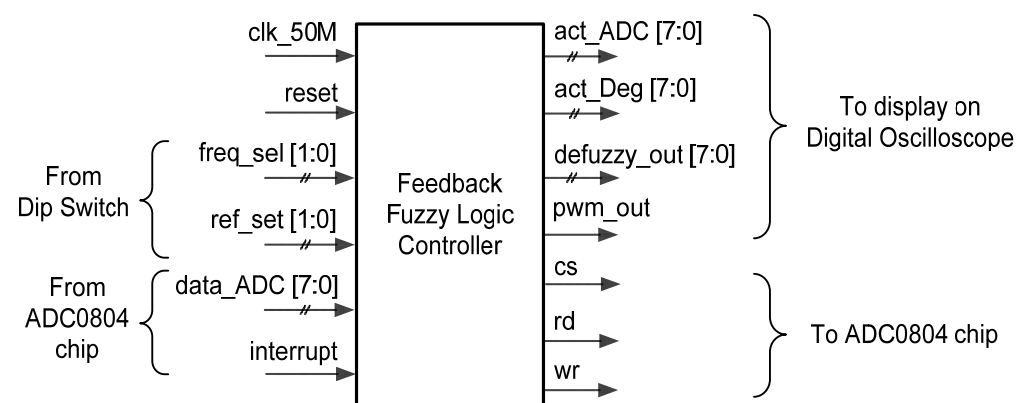 clk_50M
reset
freq_sel [1:0]
ref_set [1:0]
data_ADC [7:0]
interrupt
From
Dip Switch
From
ADC0804
chip
Feedback
Fuzzy Logic
Controller
act_ADC [7:0]
act_Deg [7:0]
defuzzy_out [7:0]
pwm_out
cs
rd
wr
To display on
Digital Oscilloscope
To ADC0804 chip